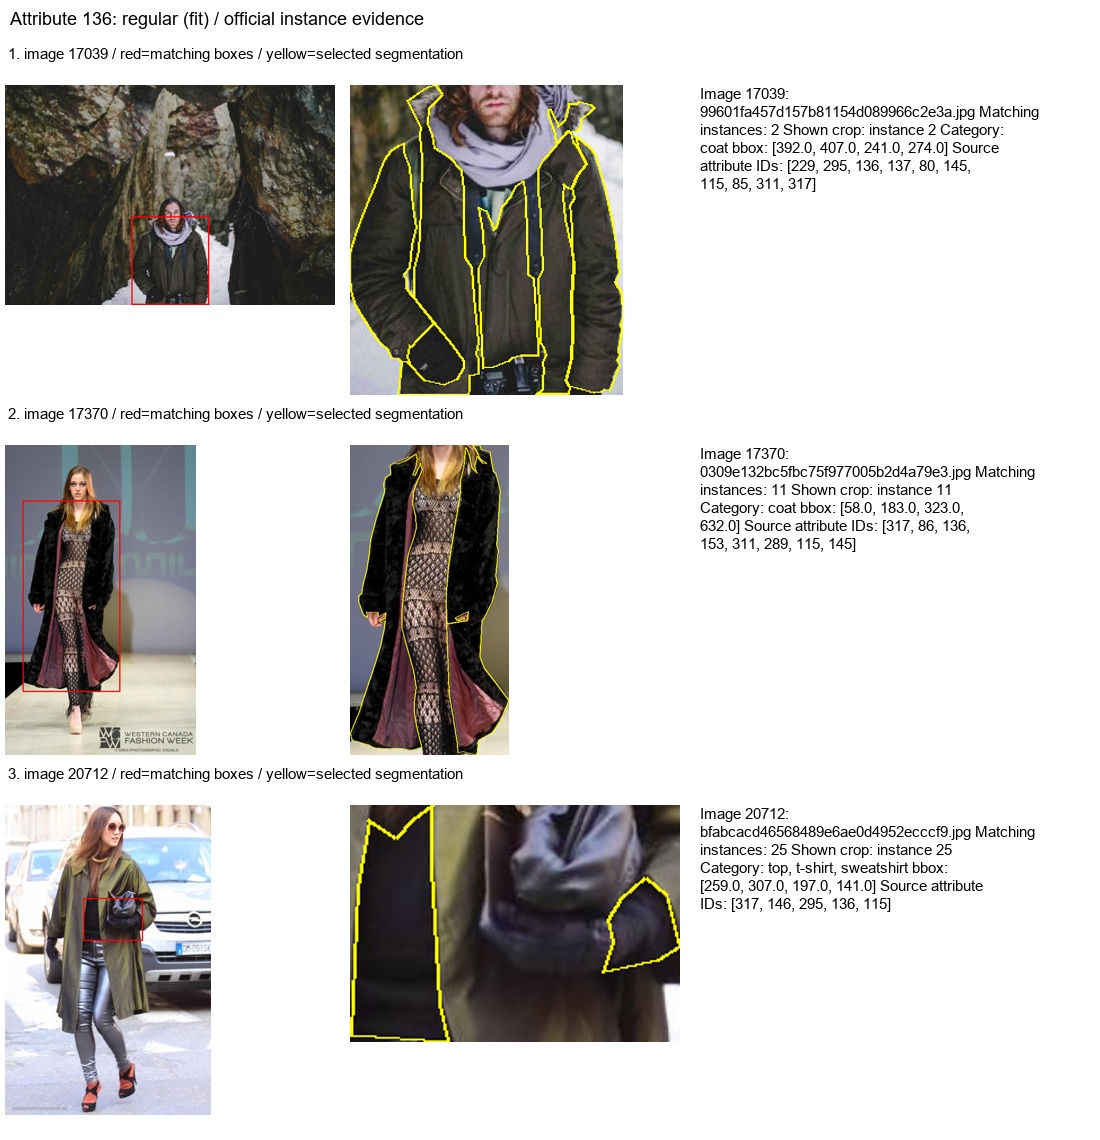 Attribute 136: regular (fit) / official instance evidence
1. image 17039 / red=matching boxes / yellow=selected segmentation
Image 17039:
99601fa457d157b81154d089966c2e3a.jpg Matching
instances: 2 Shown crop: instance 2 Category:
coat bbox: [392.0, 407.0, 241.0, 274.0] Source
attribute IDs: [229, 295, 136, 137, 80, 145,
115, 85, 311, 317]
2. image 17370 / red=matching boxes / yellow=selected segmentation
Image 17370:
0309e132bc5fbc75f977005b2d4a79e3.jpg Matching
instances: 11 Shown crop: instance 11
Category: coat bbox: [58.0, 183.0, 323.0,
632.0] Source attribute IDs: [317, 86, 136,
153, 311, 289, 115, 145]
WESTERN CANADA
FASHION WEEK
3. image 20712 / red=matching boxes / yellow=selected segmentation
Image 20712:
bfabcacd46568489e6ae0d4952ecccf9.jpg Matching
instances: 25 Shown crop: instance 25
Category: top, t-shirt, sweatshirt bbox:
[259.0, 307.0, 197.0, 141.0] Source attribute
IDs: [317, 146, 295, 136, 115]